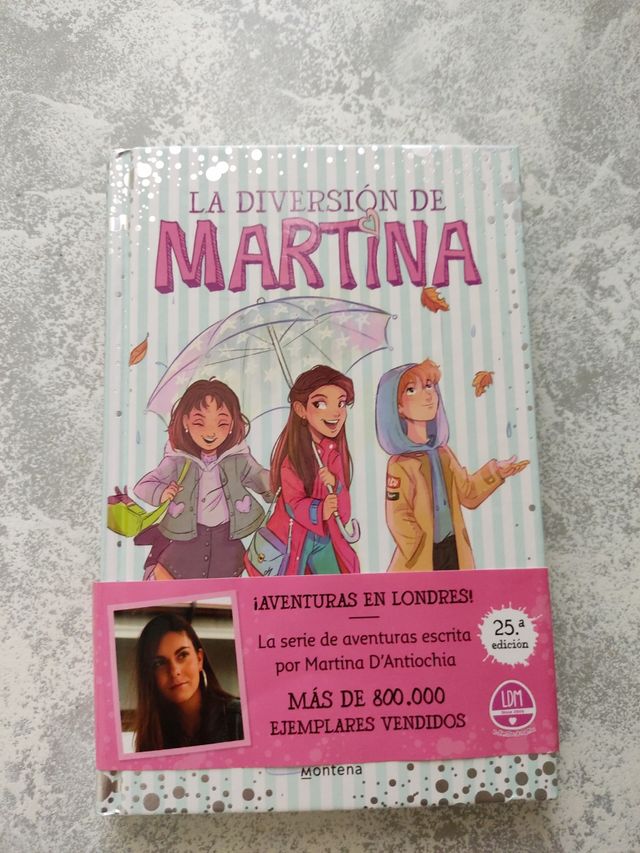 LA DIVERSIÓN DE
MARTINA
¡AVENTURAS EN LONDRES!
La serie de aventuras escrita
por Martina D'Antiochia
MÁS DE 800.000
EJEMPLARES VENDIDOS
25.ª
edición
LDM
Montena